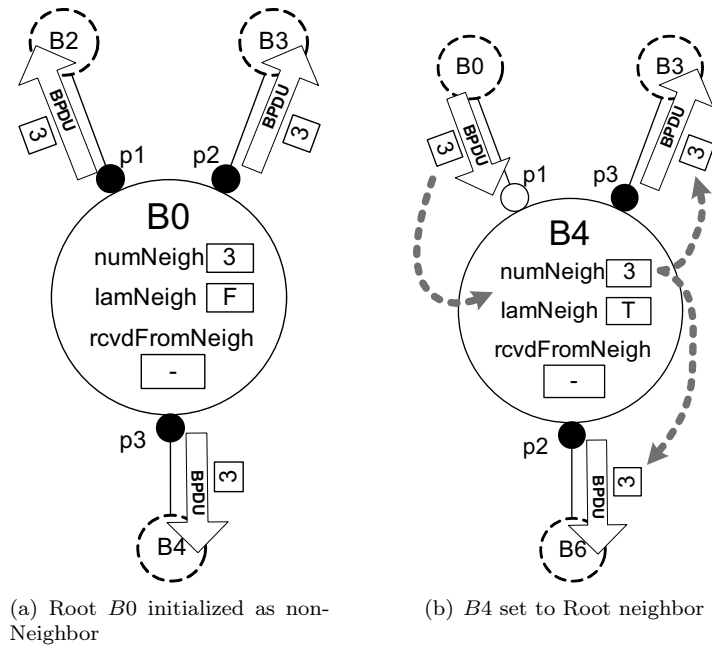 B2
B3
BPDU
BPDU
3
3
p1
p2
B0
numNeigh 3
IamNeigh F
rcvdFromNeigh
-
p3
BPDU
3
B4
(a) Root B0 initialized as non-
Neighbor
B0
B3
3
BPDU
BPDU
3
p1
p3
B4
numNeigh 3
IamNeigh T
rcvdFromNeigh
-
p2
BPDU
3
B6
(b) B4 set to Root neighbor